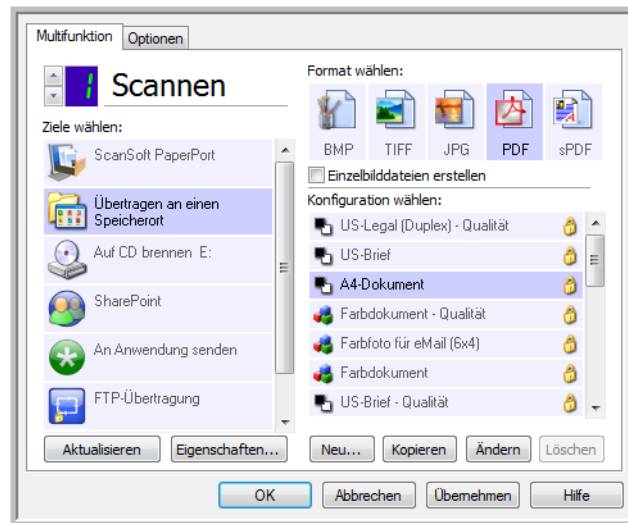 Multifunktion
Optionen
1
Scannen
Ziele wählen:
ScanSoft PaperPort
Übertragen an einen
Speicherort
Auf CD brennen E:
SharePoint
An Anwendung senden
FTP-Übertragung
Aktualisieren
Eigenschaften...
Format wählen:
BMP
TIFF
JPG
PDF
sPDF
Einzelbilddateien erstellen
Konfiguration wählen:
US-Legal (Duplex) - Qualität
US-Brief
A4-Dokument
Farbdokument - Qualität
Farbfoto für eMail (6x4)
Farbdokument
US-Brief - Qualität
Neu...
Kopieren
Ändern
Löschen
OK
Abbrechen
Übernehmen
Hilfe